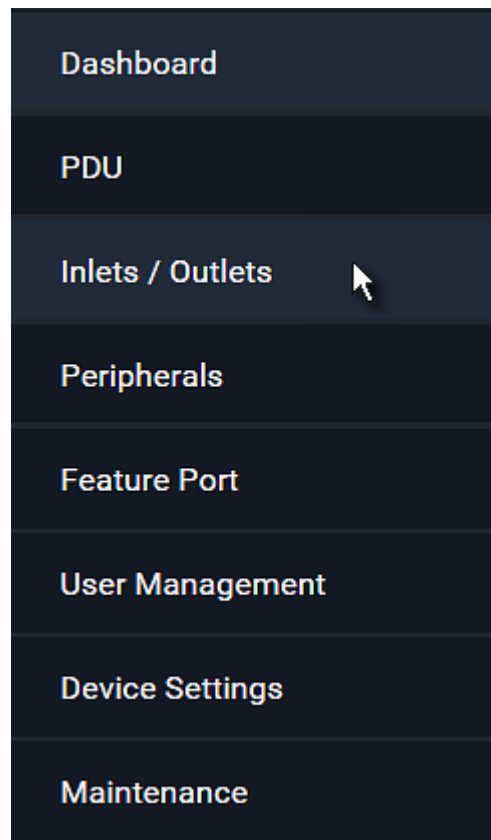 Dashboard
PDU
Inlets / Outlets
Peripherals
Feature Port
User Management
Device Settings
Maintenance